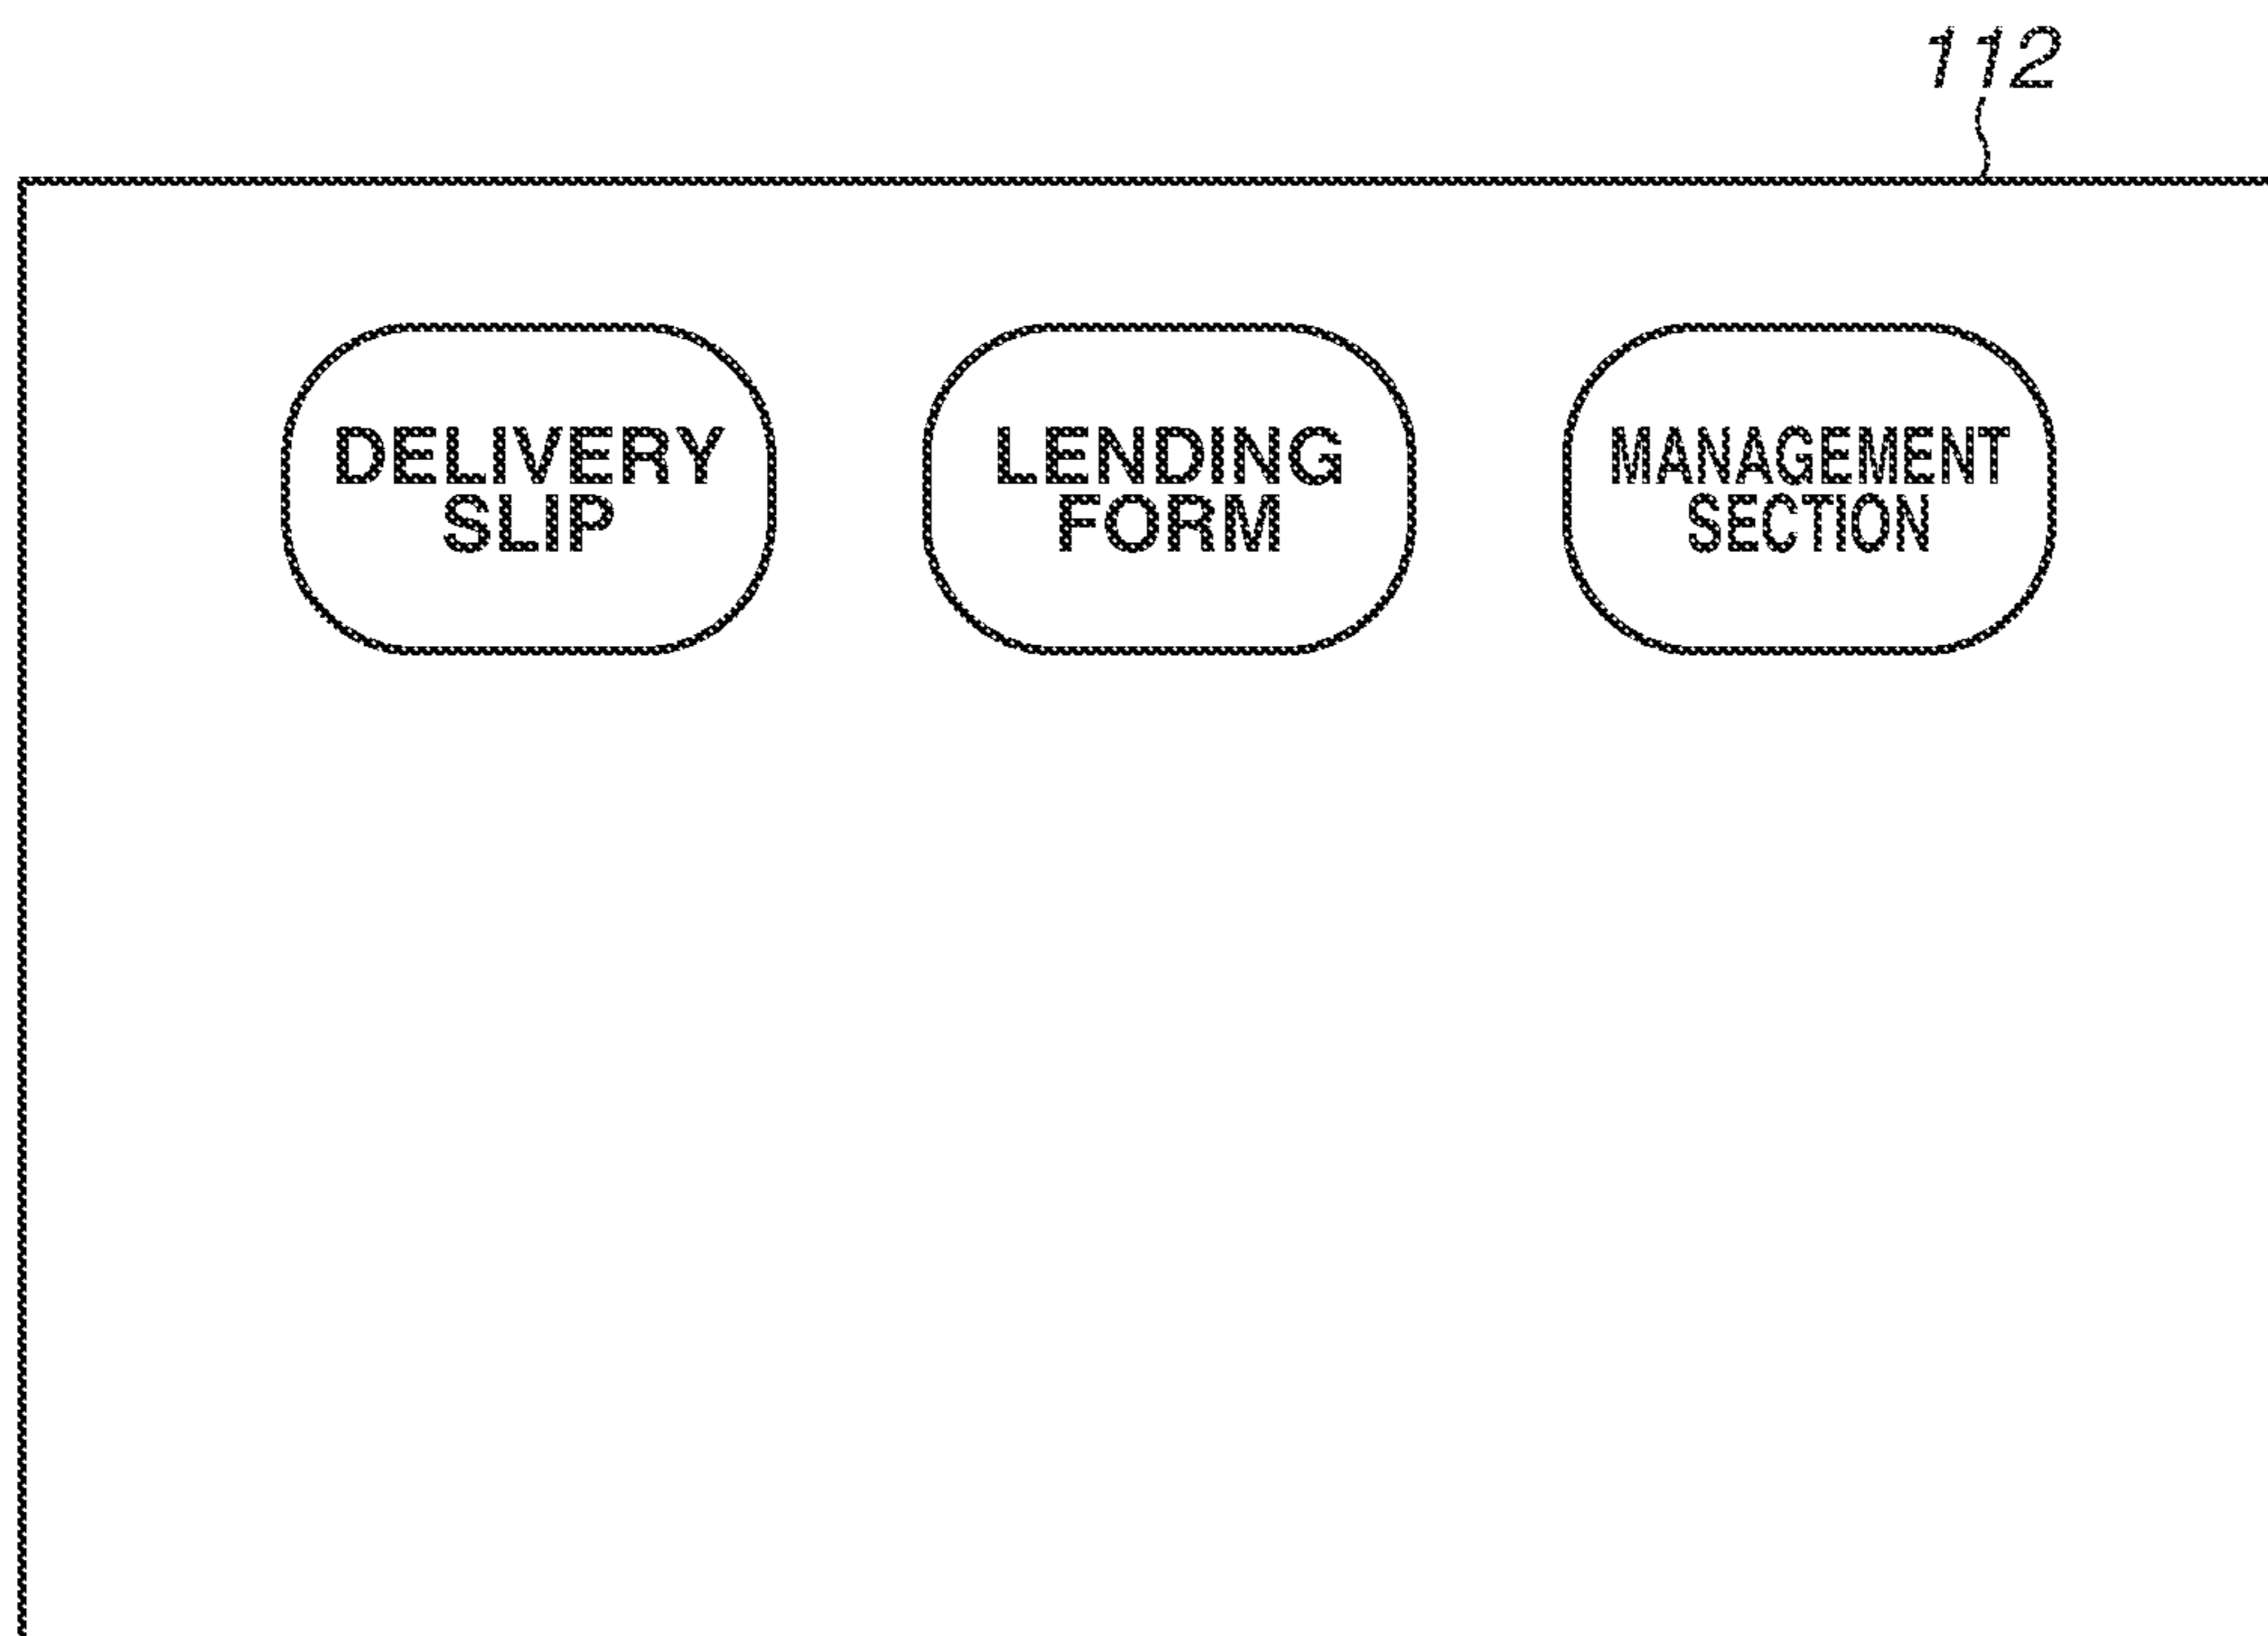 112
DELIVERY
SLIP
LENDING
FORM
MANAGEMENT
SECTION